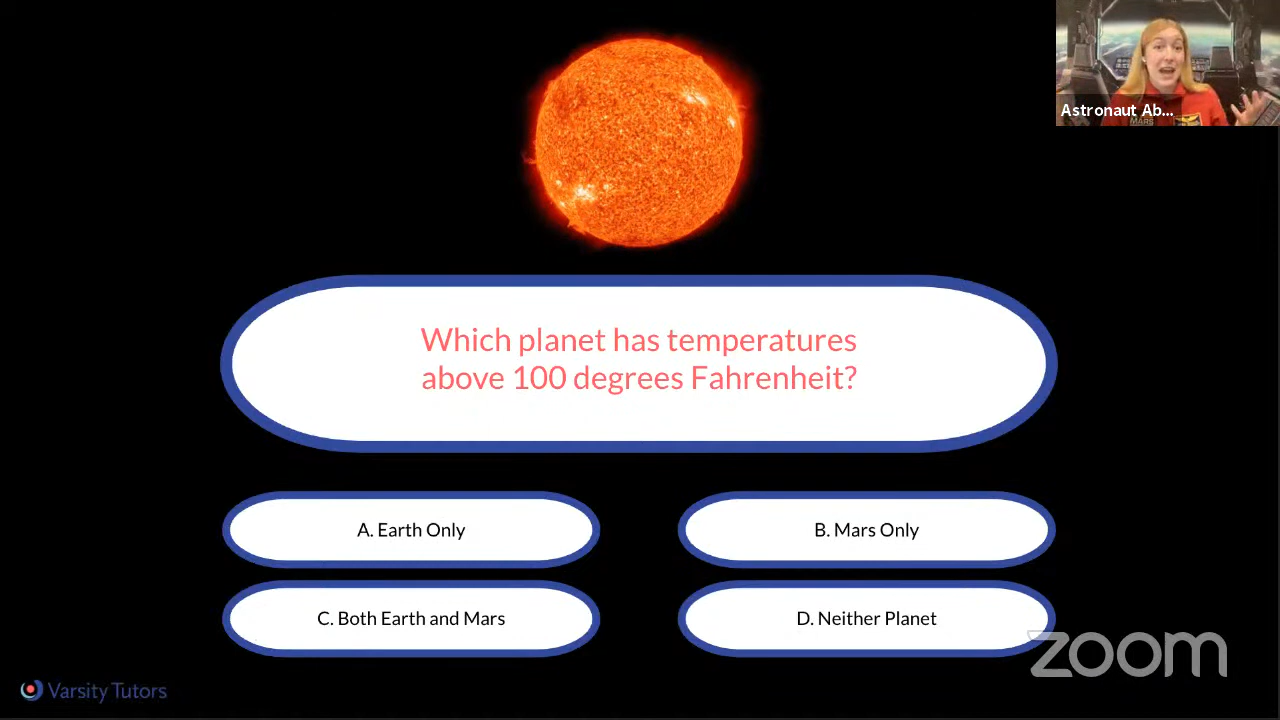 Astronaut Ab...
MARS
Which planet has temperatures
above 100 degrees Fahrenheit?
A. Earth Only
B. Mars Only
C. Both Earth and Mars
D. Neither Planet
zoom
Varsity Tutors